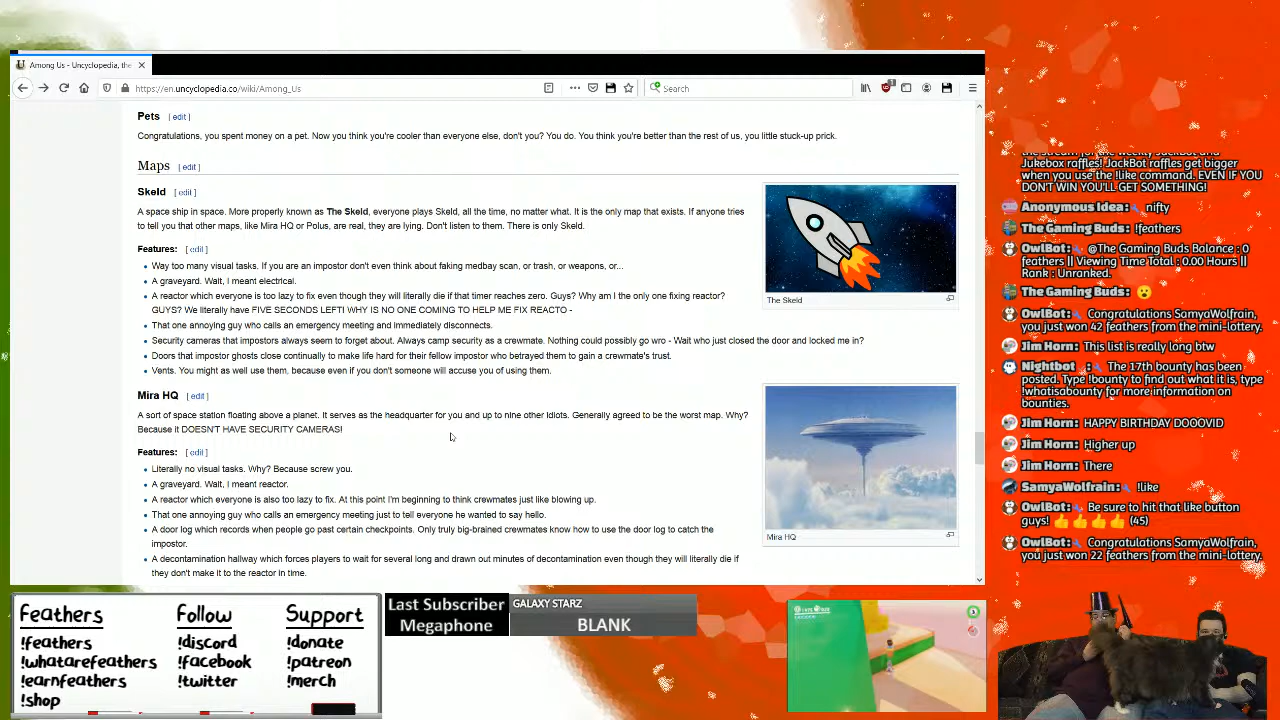 Among Us - Uncyclopedia, the
https://en.uncyclopedia.co/wiki/Among_Us
Search
Pets [ edit ]
Congratulations, you spent money on a pet. Now you think you're cooler than everyone else, don't you? You do. You think you're better than the rest of us, you little stuck-up prick.
Maps [ edit ]
Skeld [ edit ]
A space ship in space. More properly known as The Skeld, everyone plays Skeld, all the time, no matter what. It is the only map that exists. If anyone tries
to tell you that other maps, like Mira HQ or Polus, are real, they are lying. Don't listen to them. There is only Skeld.
Features: [ edit ]
Way too many visual tasks. If you are an impostor don't even think about faking medbay scan, or trash, or weapons, or...
A graveyard. Wait, I meant electrical.
A reactor which everyone is too lazy to fix even though they will literally die if that timer reaches zero. Guys? Why am I the only one fixing reactor?
GUYS? We literally have FIVE SECONDS LEFT! WHY IS NO ONE COMING TO HELP ME FIX REACTO -
That one annoying guy who calls an emergency meeting and immediately disconnects.
Security cameras that impostors always seem to forget about. Always camp security as a crewmate. Nothing could possibly go wro - Wait who just closed the door and locked me in?
Doors that impostor ghosts close continually to make life hard for their fellow impostor who betrayed them to gain a crewmate's trust.
Vents. You might as well use them, because even if you don't someone will accuse you of using them.
The Skeld
Mira HQ [ edit ]
A sort of space station floating above a planet. It serves as the headquarter for you and up to nine other idiots. Generally agreed to be the worst map. Why?
Because it DOESN'T HAVE SECURITY CAMERAS!
Features: [ edit ]
Literally no visual tasks. Why? Because screw you.
A graveyard. Wait, I meant reactor.
A reactor which everyone is also too lazy to fix. At this point I'm beginning to think crewmates just like blowing up.
That one annoying guy who calls an emergency meeting just to tell everyone he wanted to say hello.
A door log which records when people go past certain checkpoints. Only truly big-brained crewmates know how to use the door log to catch the
impostor.
A decontamination hallway which forces players to wait for several long and drawn out minutes of decontamination even though they will literally die if
they don't make it to the reactor in time.
Mira HQ
the stream for the weekly JackBot and
Jukebox raffles! JackBot raffles get bigger
when you use the !like command. EVEN IF YOU
DON'T WIN YOU'LL GET SOMETHING!
Anonymous Idea: nifty
The Gaming Buds: !feathers
OwlBot: @The Gaming Buds Balance : 0
feathers || Viewing Time Total : 0.00 Hours ||
Rank : Unranked.
The Gaming Buds: 😮
OwlBot: Congratulations SamyaWolfrain,
you just won 42 feathers from the mini-lottery.
Jim Horn: This list is really long btw
Nightbot : The 17th bounty has been
posted. Type !bounty to find out what it is, type
!whatisabounty for more information on
bounties.
Jim Horn: HAPPY BIRTHDAY DOOOVID
Jim Horn: Higher up
Jim Horn: There
SamyaWolfrain: !like
OwlBot: Be sure to hit that like button
guys! 👍👍👍👍 (45)
OwlBot: Congratulations SamyaWolfrain,
you just won 22 feathers from the mini-lottery.
feathers
!feathers
!whatarefeathers
!earnfeathers
!shop
Follow
!discord
!facebook
!twitter
Support
!donate
!patreon
!merch
Last Subscriber
Megaphone
GALAXY STARZ
BLANK